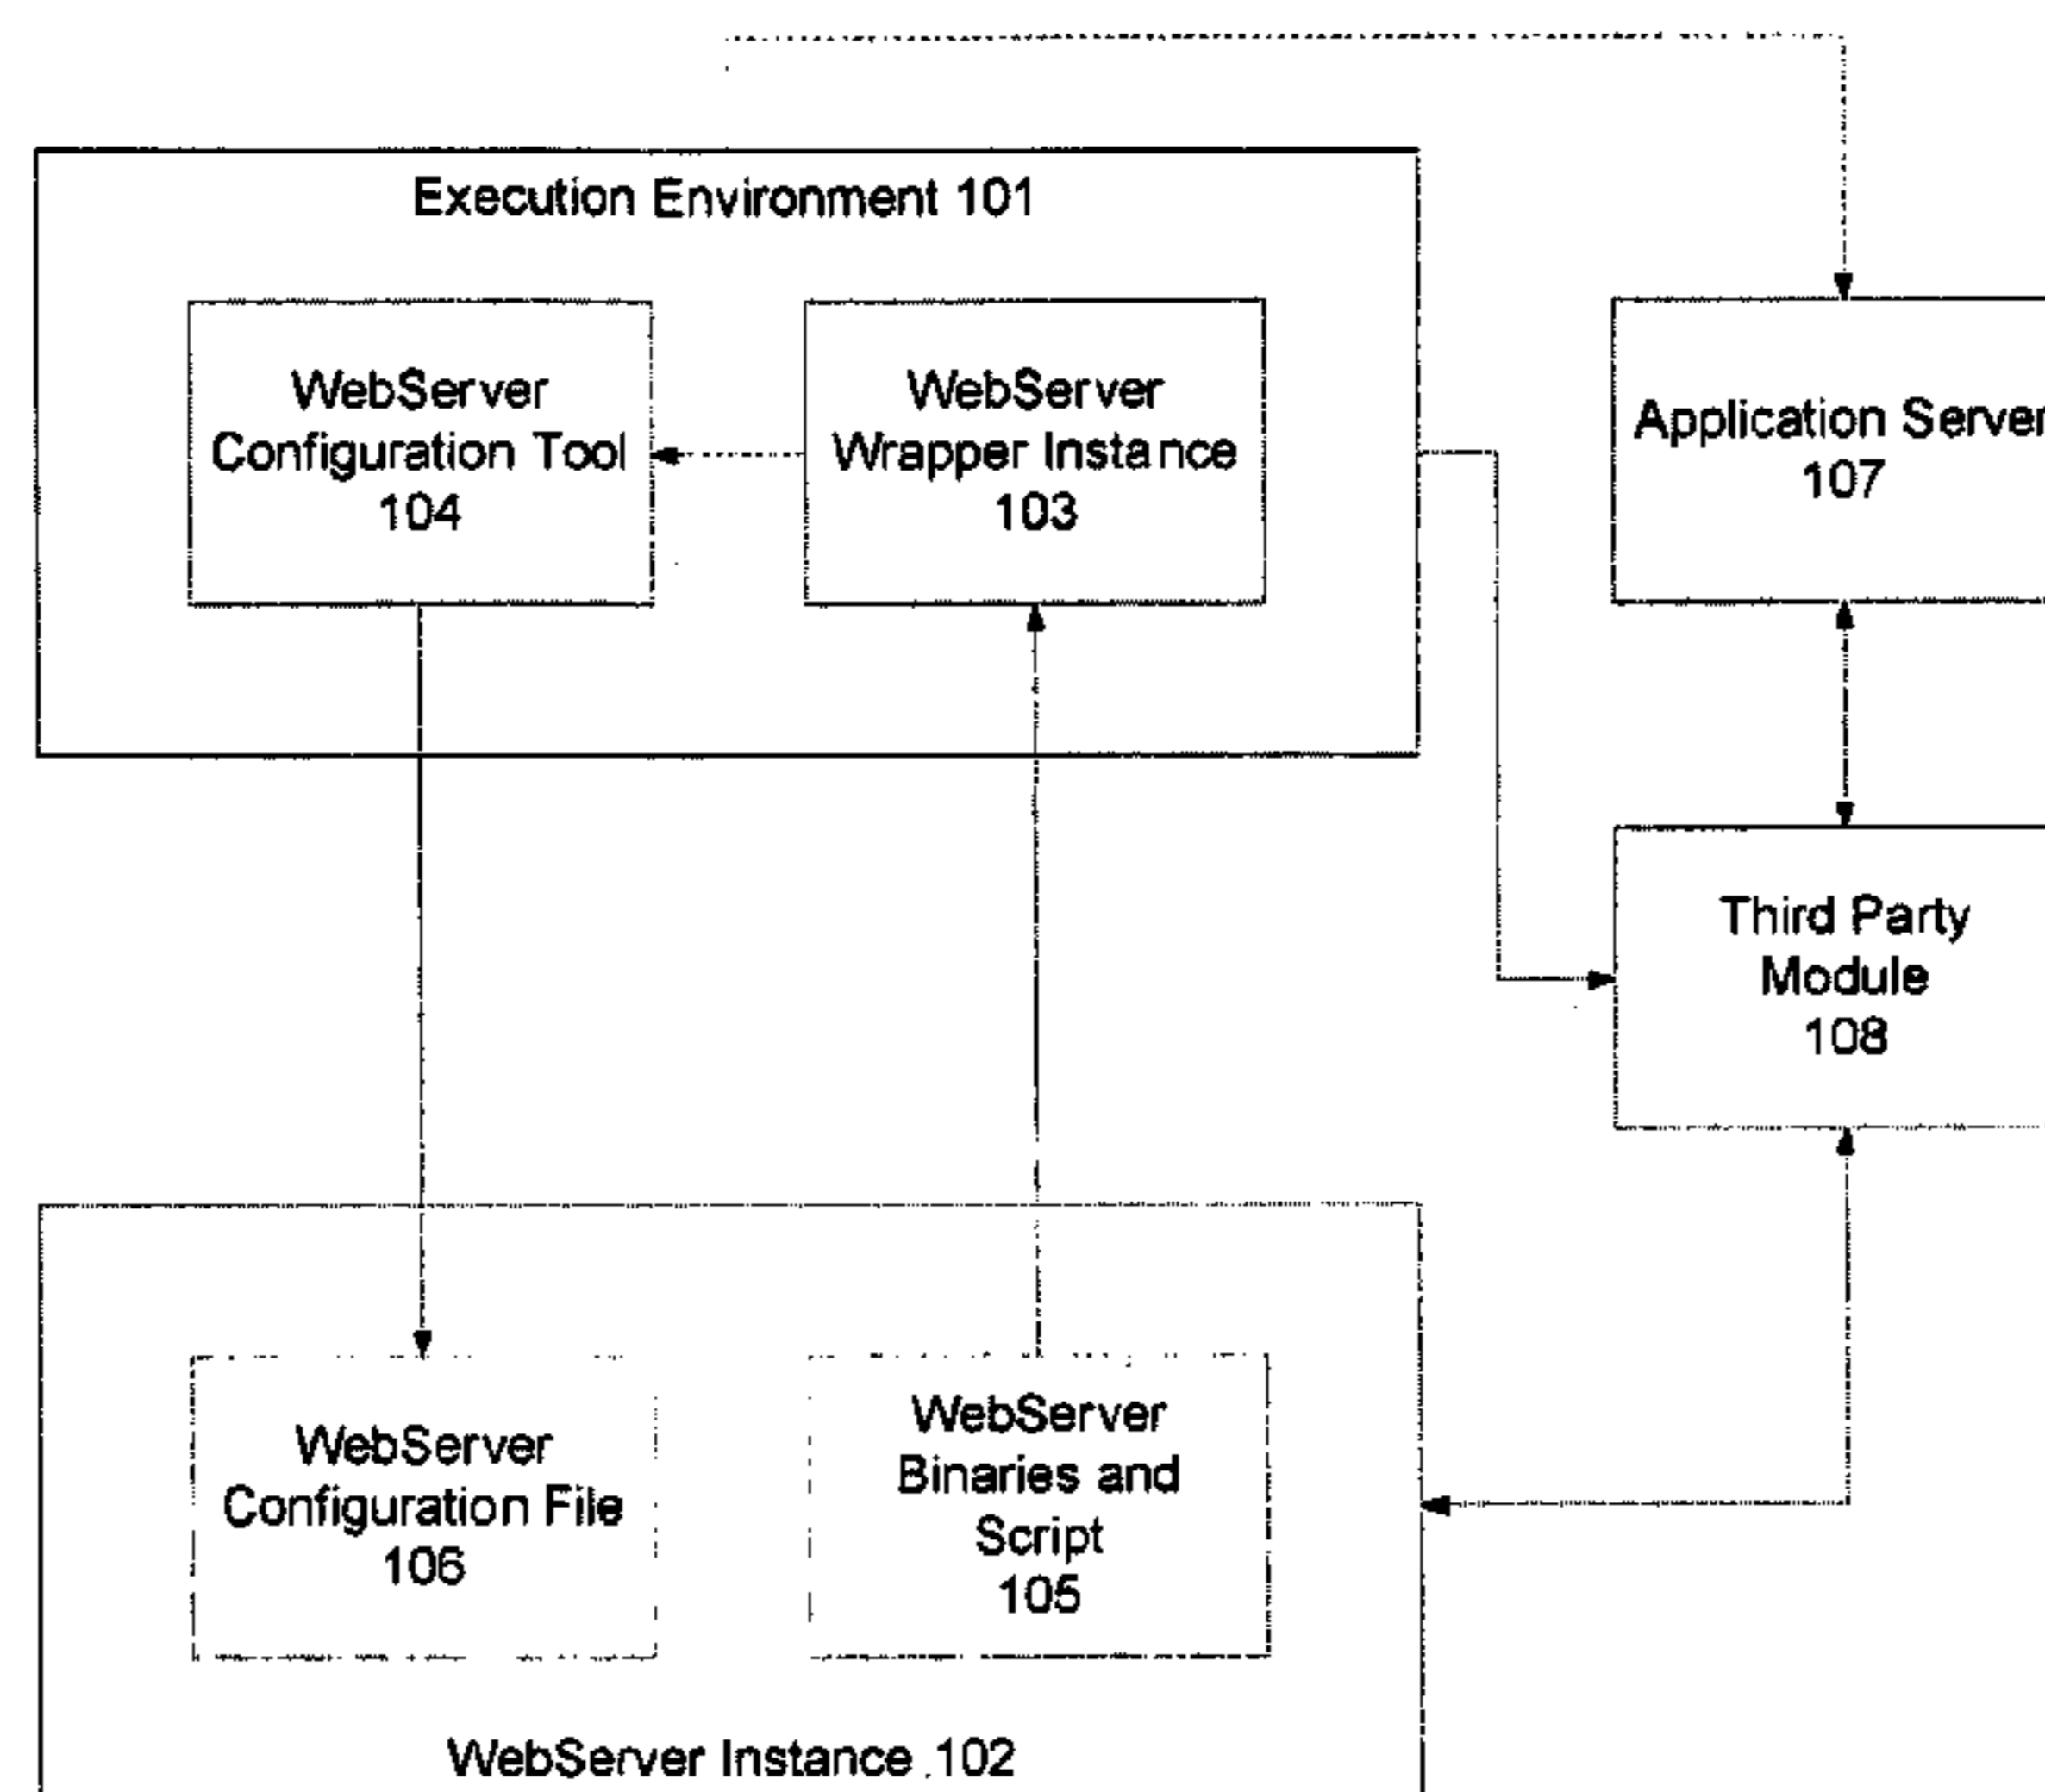 Execution Environment 101
WebServer
Configuration Tool
104
WebServer
Wrapper Instance
103
Application Server
107
Third Party
Module
108
WebServer
Configuration File
106
WebServer
Binaries and
Script
105
WebServer Instance 102